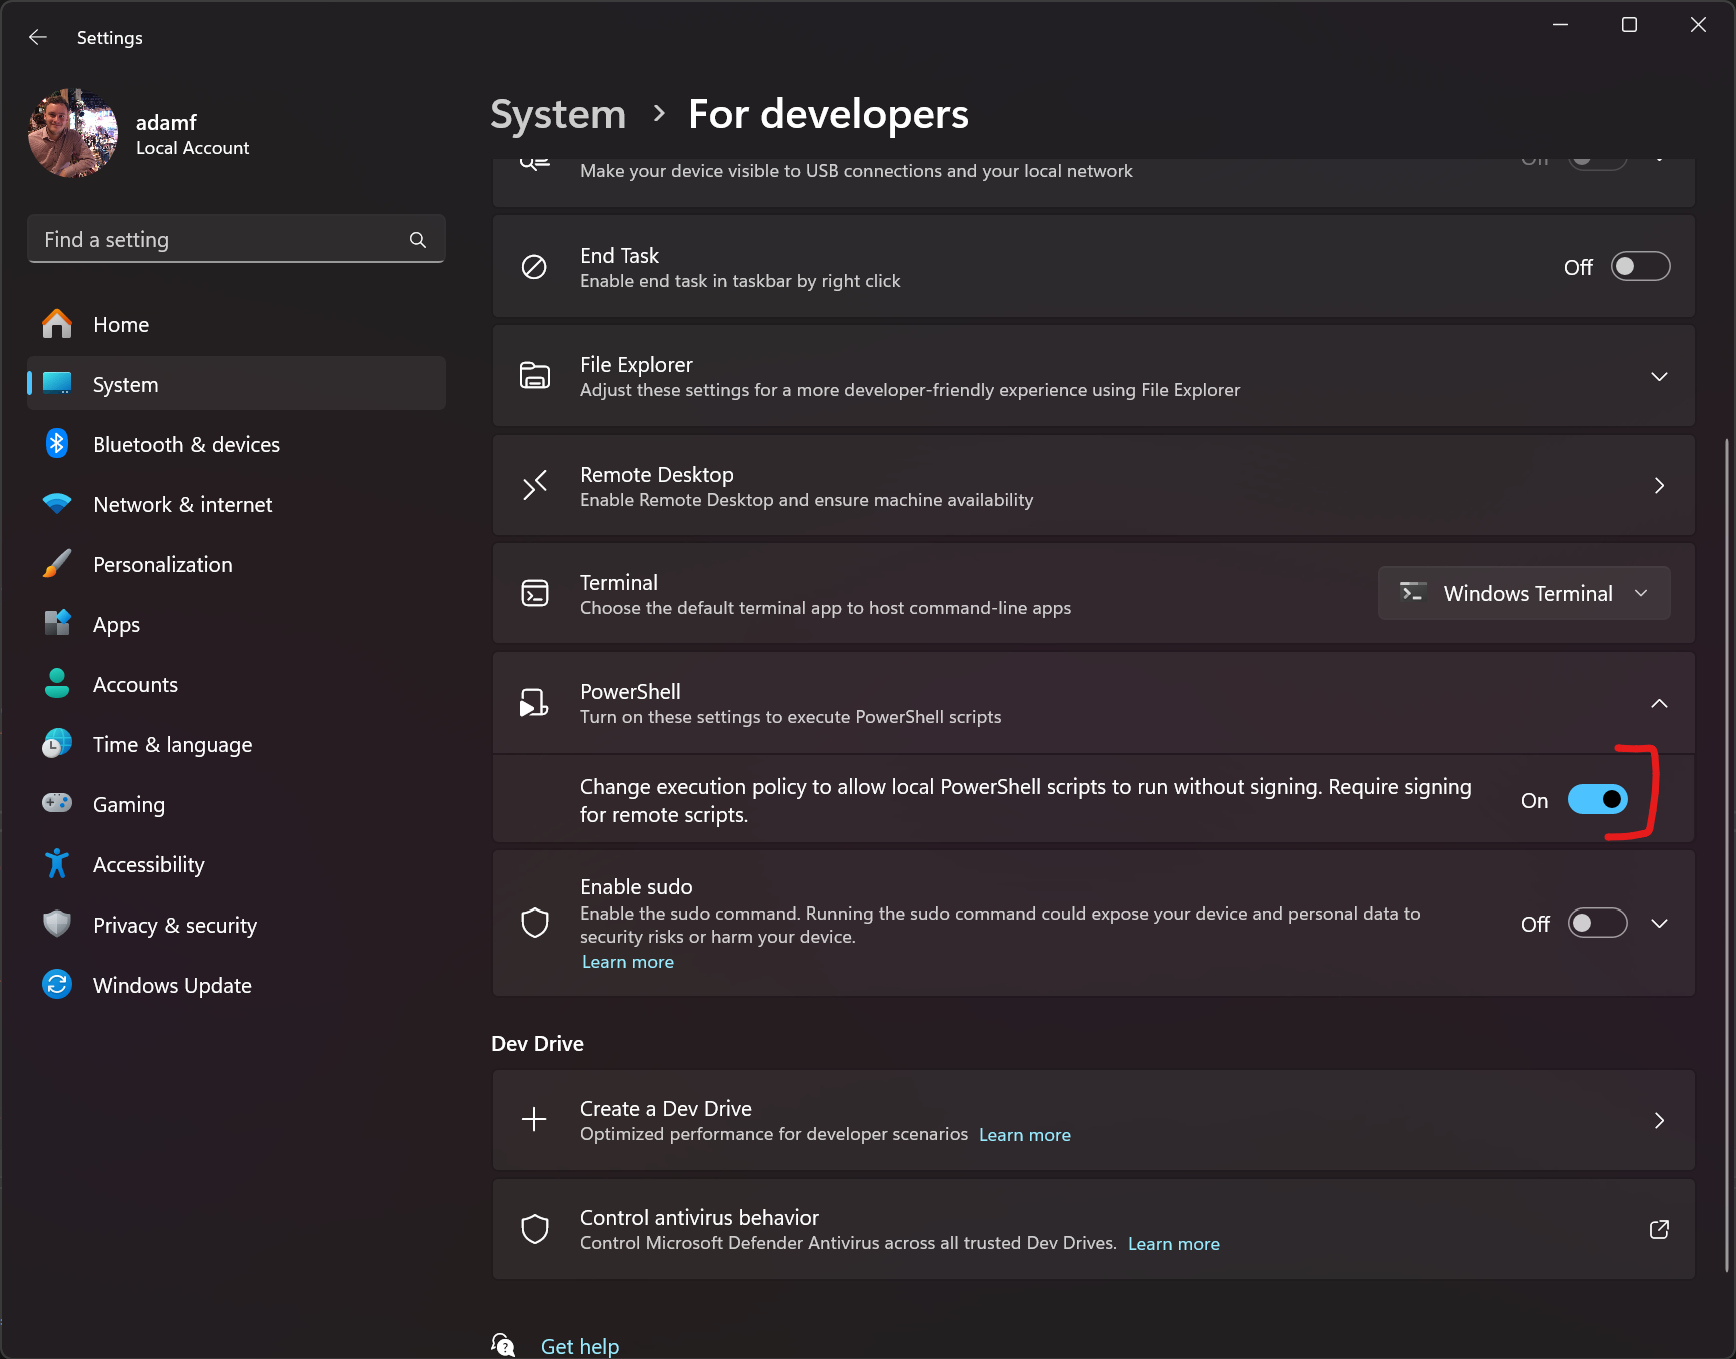 Settings
adamf
Local Account
Find a setting
Home
System
Bluetooth & devices
Network & internet
Personalization
Apps
Accounts
Time & language
Gaming
Accessibility
Privacy & security
Windows Update
System > For developers
Make your device visible to USB connections and your local network
Off
End Task
Enable end task in taskbar by right click
Off
File Explorer
Adjust these settings for a more developer-friendly experience using File Explorer
Remote Desktop
Enable Remote Desktop and ensure machine availability
Terminal
Choose the default terminal app to host command-line apps
Windows Terminal
PowerShell
Turn on these settings to execute PowerShell scripts
Change execution policy to allow local PowerShell scripts to run without signing. Require signing
for remote scripts.
On
Enable sudo
Enable the sudo command. Running the sudo command could expose your device and personal data to
security risks or harm your device.
Learn more
Off
Dev Drive
Create a Dev Drive
Optimized performance for developer scenarios Learn more
Control antivirus behavior
Control Microsoft Defender Antivirus across all trusted Dev Drives. Learn more
Get help